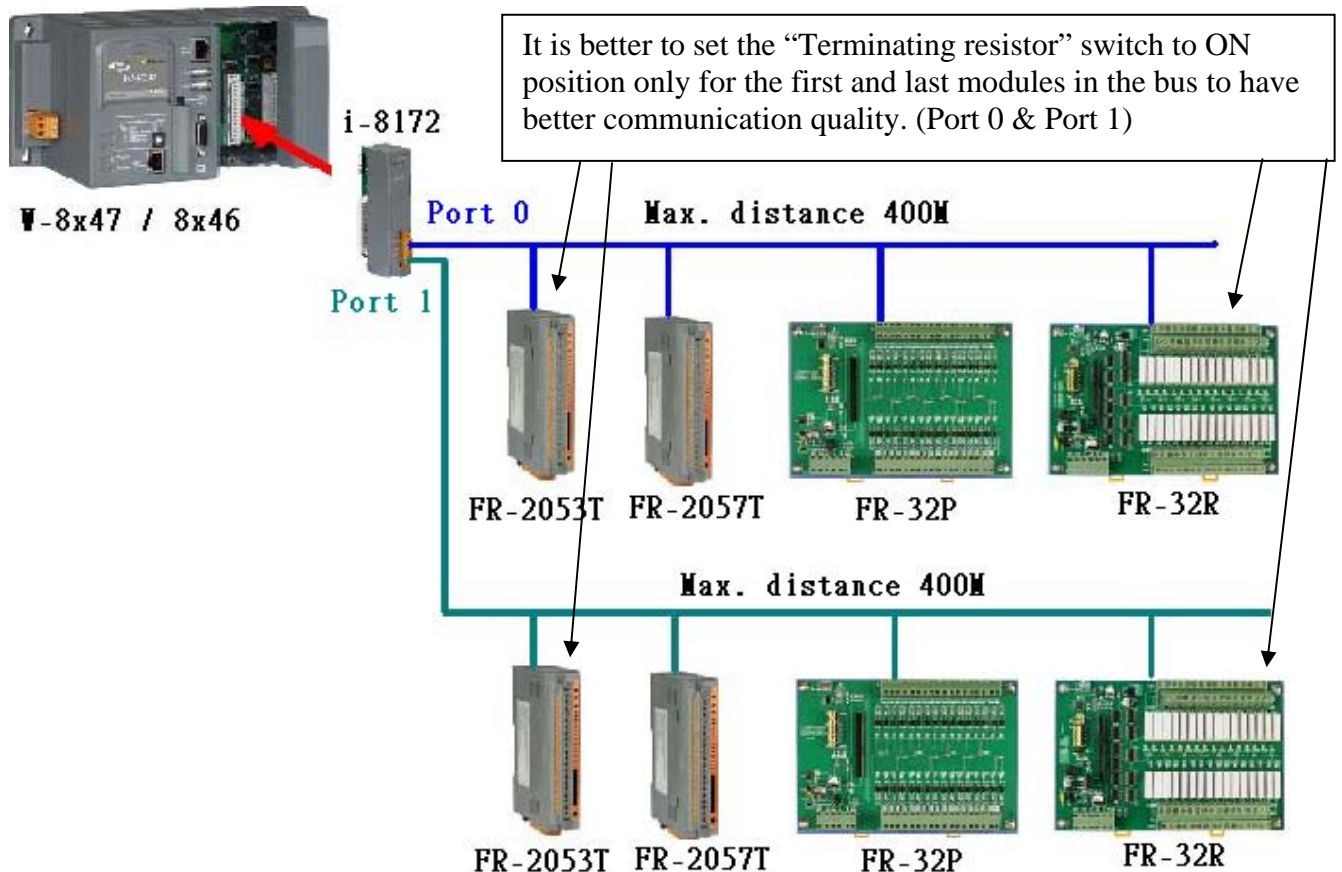 It is better to set the “Terminating resistor” switch to ON
position only for the first and last modules in the bus to have
better communication quality. (Port 0 & Port 1)
i-8172
W-8x47 / 8x46
Port 0
Max. distance 400M
Port 1
FR-2053T
FR-2057T
FR-32P
FR-32R
Max. distance 400M
FR-2053T
FR-2057T
FR-32P
FR-32R